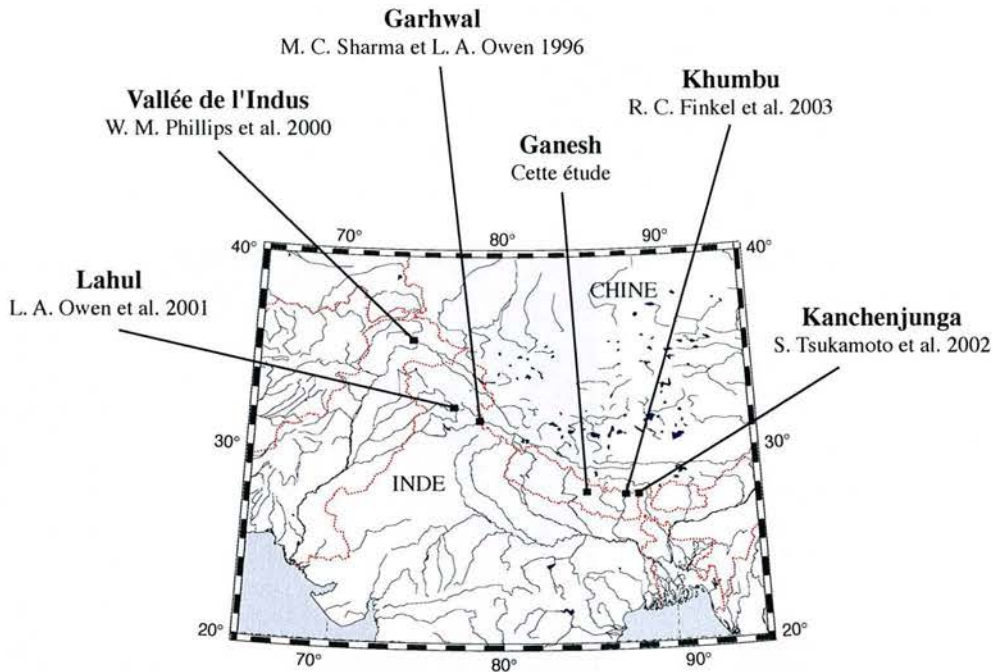 Garhwal
M. C. Sharma et L. A. Owen 1996
Khumbu
R. C. Finkel et al. 2003
Vallée de l'Indus
W. M. Phillips et al. 2000
Ganesh
Cette étude
70°
80°
90°
40°
40°
Lahul
L. A. Owen et al. 2001
CHINE
Kanchenjunga
S. Tsukamoto et al. 2002
30°
30°
INDE
20°
20°
70°
80°
90°